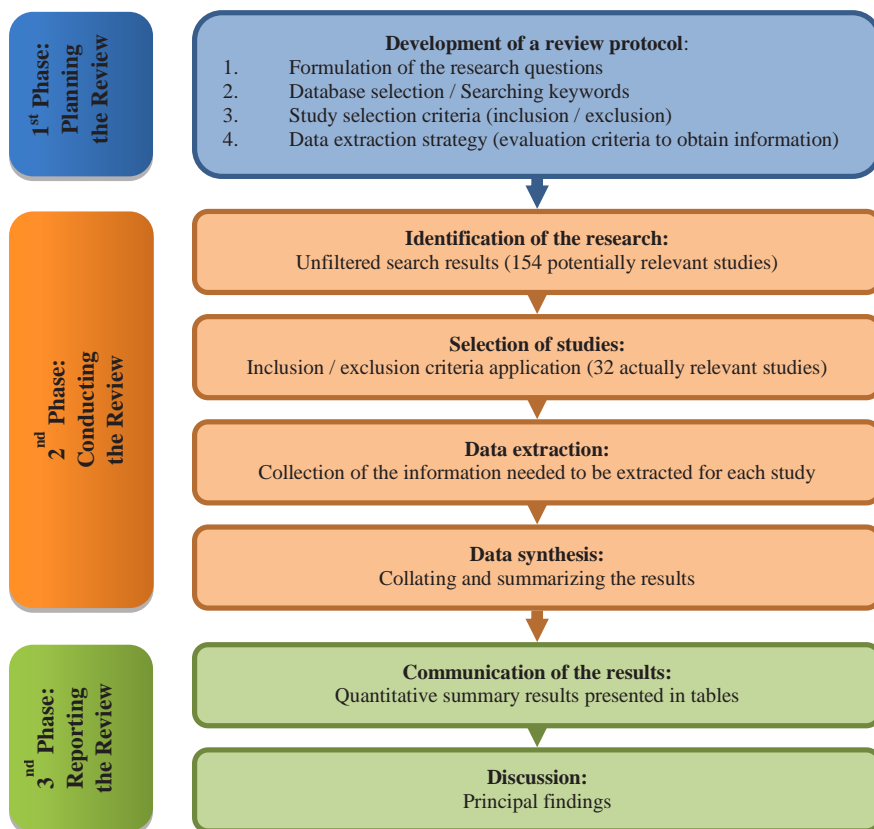 1st Phase:
Planning
the Review
Development of a review protocol:
1. Formulation of the research questions
2. Database selection / Searching keywords
3. Study selection criteria (inclusion / exclusion)
4. Data extraction strategy (evaluation criteria to obtain information)
2nd Phase:
Conducting
the Review
Identification of the research:
Unfiltered search results (154 potentially relevant studies)
Selection of studies:
Inclusion / exclusion criteria application (32 actually relevant studies)
Data extraction:
Collection of the information needed to be extracted for each study
Data synthesis:
Collating and summarizing the results
3nd Phase:
Reporting
the Review
Communication of the results:
Quantitative summary results presented in tables
Discussion:
Principal findings